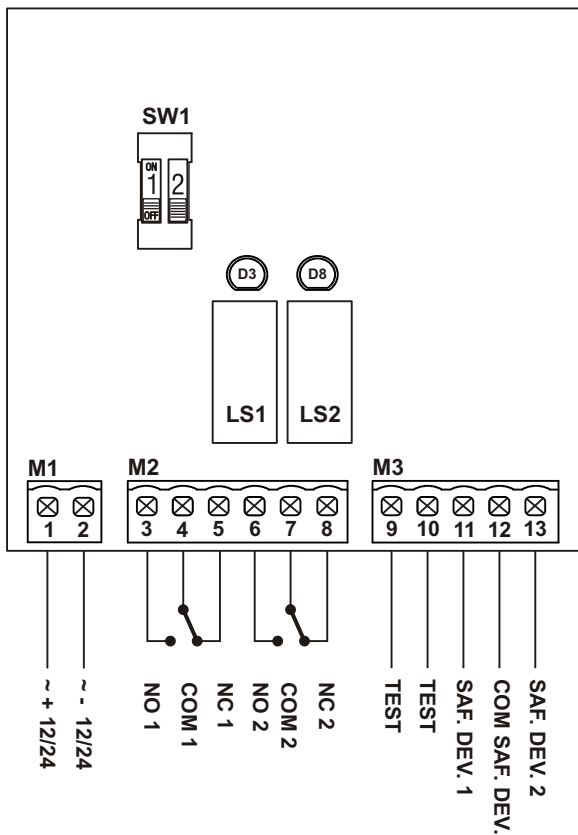 SW1
ON
1 2
OFF
D3 D8
LS1 LS2
M1 M2 M3
1 2 3 4 5 6 7 8 9 10 11 12 13
~ + 12/24
~ - 12/24
NO 1
COM 1
NC 1
NO 2
COM 2
NC 2
TEST
TEST
SAF. DEV. 1
COM SAF. DEV.
SAF. DEV. 2